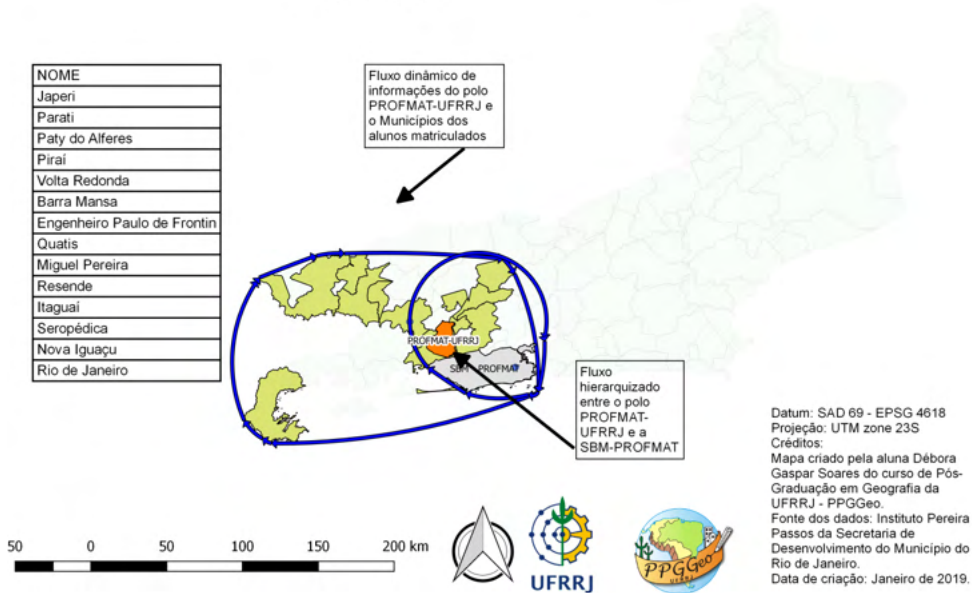 NOME
Japeri
Parati
Paty do Alferes
Piraí
Volta Redonda
Barra Mansa
Engenheiro Paulo de Frontin
Quatis
Miguel Pereira
Resende
Itaguaí
Seropédica
Nova Iguaçu
Rio de Janeiro
Fluxo dinâmico de
informações do polo
PROFMAT-UFRRJ e
o Municípios dos
alunos matriculados
PROFMAT-UFRRJ
SBM - PROFMAT
Fluxo
hierarquizado
entre o polo
PROFMAT-
UFRRJ e a
SBM-PROFMAT
Datum: SAD 69 - EPSG 4618
Projeção: UTM zone 23S
Créditos:
Mapa criado pela aluna Débora
Gaspar Soares do curso de Pós-
Graduação em Geografia da
UFRRJ - PPGGeo.
Fonte dos dados: Instituto Pereira
Passos da Secretaria de
Desenvolvimento do Município do
Rio de Janeiro.
Data de criação: Janeiro de 2019.
50 0 50 100 150 200 km
UFRRJ
PPGGeo
UFRRJ